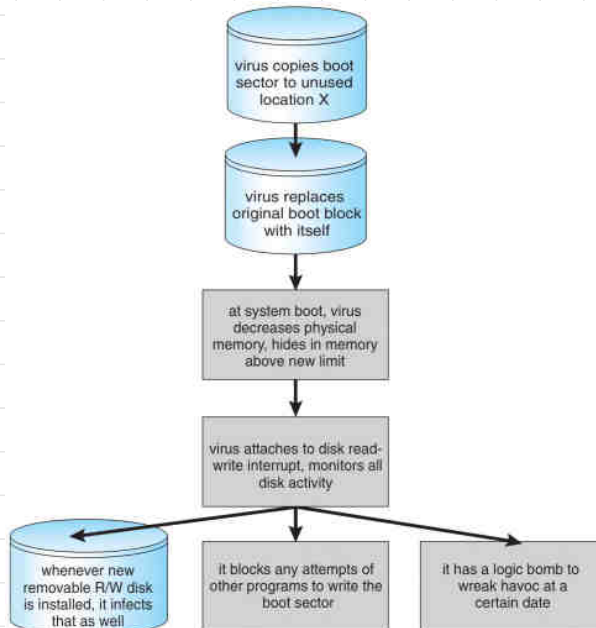 virus copies boot
sector to unused
location X
virus replaces
original boot block
with itself
at system boot, virus
decreases physical
memory, hides in memory
above new limit
virus attaches to disk read-
write interrupt, monitors all
disk activity
whenever new
removable R/W disk
is installed, it infects
that as well
it blocks any attempts of
other programs to write the
boot sector
it has a logic bomb to
wreak havoc at a
certain date